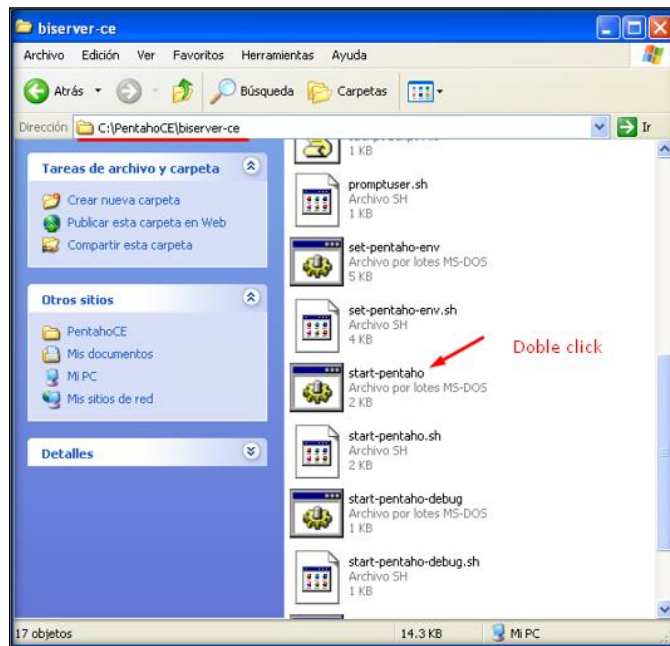 biserver-ce
Archivo Edición Ver Favoritos Herramientas Ayuda
Atrás Búsqueda Carpetas
Dirección C:\PentahoCE\biserver-ce Ir
Tareas de archivo y carpeta
Crear nueva carpeta
Publicar esta carpeta en Web
Compartir esta carpeta
Otros sitios
PentahoCE
Mis documentos
Mi PC
Mis sitios de red
Detalles
1 KB
promptuser.sh
Archivo SH
1 KB
set-pentaho-env
Archivo por lotes MS-DOS
5 KB
set-pentaho-env.sh
Archivo SH
4 KB
start-pentaho
Archivo por lotes MS-DOS
2 KB
Doble click
start-pentaho.sh
Archivo SH
2 KB
start-pentaho-debug
Archivo por lotes MS-DOS
1 KB
start-pentaho-debug.sh
Archivo SH
1 KB
17 objetos 14.3 KB Mi PC